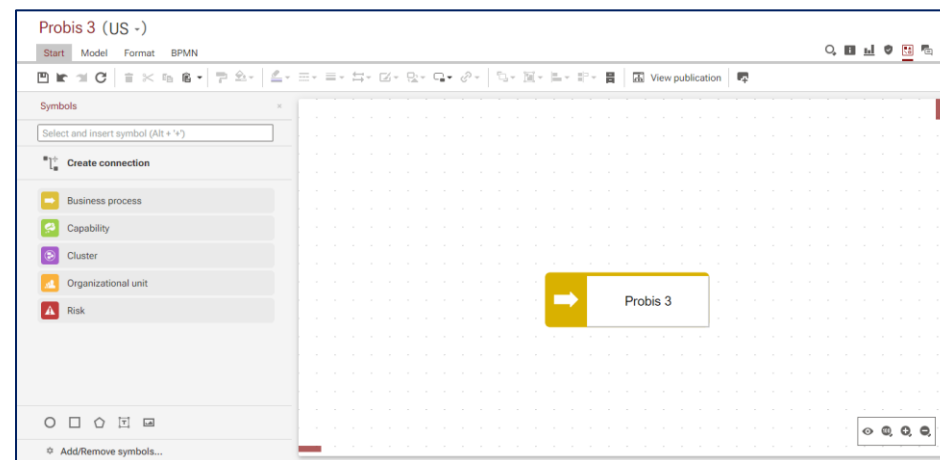 Probis 3 (US -)
Start Model Format BPMN
View publication
Symbols
Select and insert symbol (Alt + '+')
Create connection
Business process
Capability
Cluster
Organizational unit
Risk
Probis 3
Add/Remove symbols...